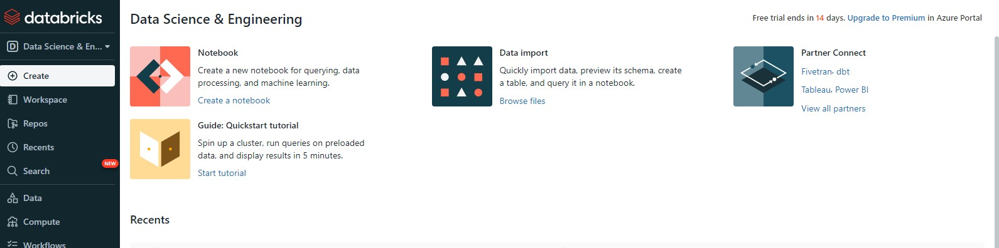 databricks
Data Science & Engineering
Free trial ends in 14 days. Upgrade to Premium in Azure Portal
D Data Science & En...
Create
Workspace
Repos
Recents
Search
NEW
Data
Compute
Workflows
Notebook
Create a new notebook for querying, data
processing, and machine learning.
Create a notebook
Data import
Quickly import data, preview its schema, create
a table, and query it in a notebook.
Browse files
Partner Connect
Fivetran, dbt
Tableau, Power BI
View all partners
Guide: Quickstart tutorial
Spin up a cluster, run queries on preloaded
data, and display results in 5 minutes.
Start tutorial
Recents